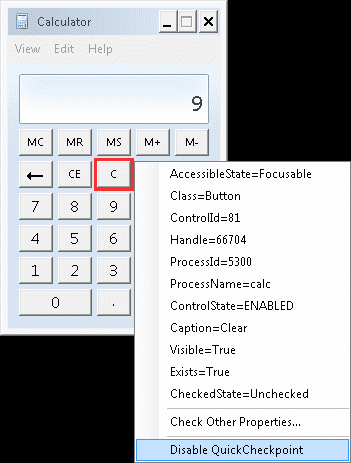 Calculator
View Edit Help
9
MC MR MS M+ M-
← CE C
7 8 9
4 5 6
1 2 3
0 .
AccessibleState=Focusable
Class=Button
ControlId=81
Handle=66704
ProcessId=5300
ProcessName=calc
ControlState=ENABLED
Caption=Clear
Visible=True
Exists=True
CheckedState=Unchecked
Check Other Properties...
Disable QuickCheckpoint